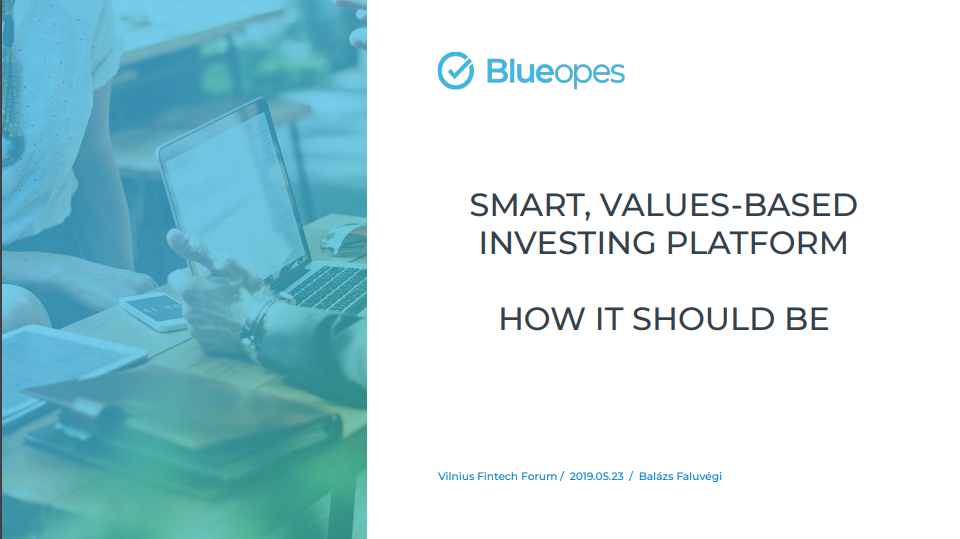 Blueopes
SMART, VALUES-BASED
INVESTING PLATFORM
HOW IT SHOULD BE
Vilnius Fintech Forum / 2019.05.23 / Balázs Faluvégi